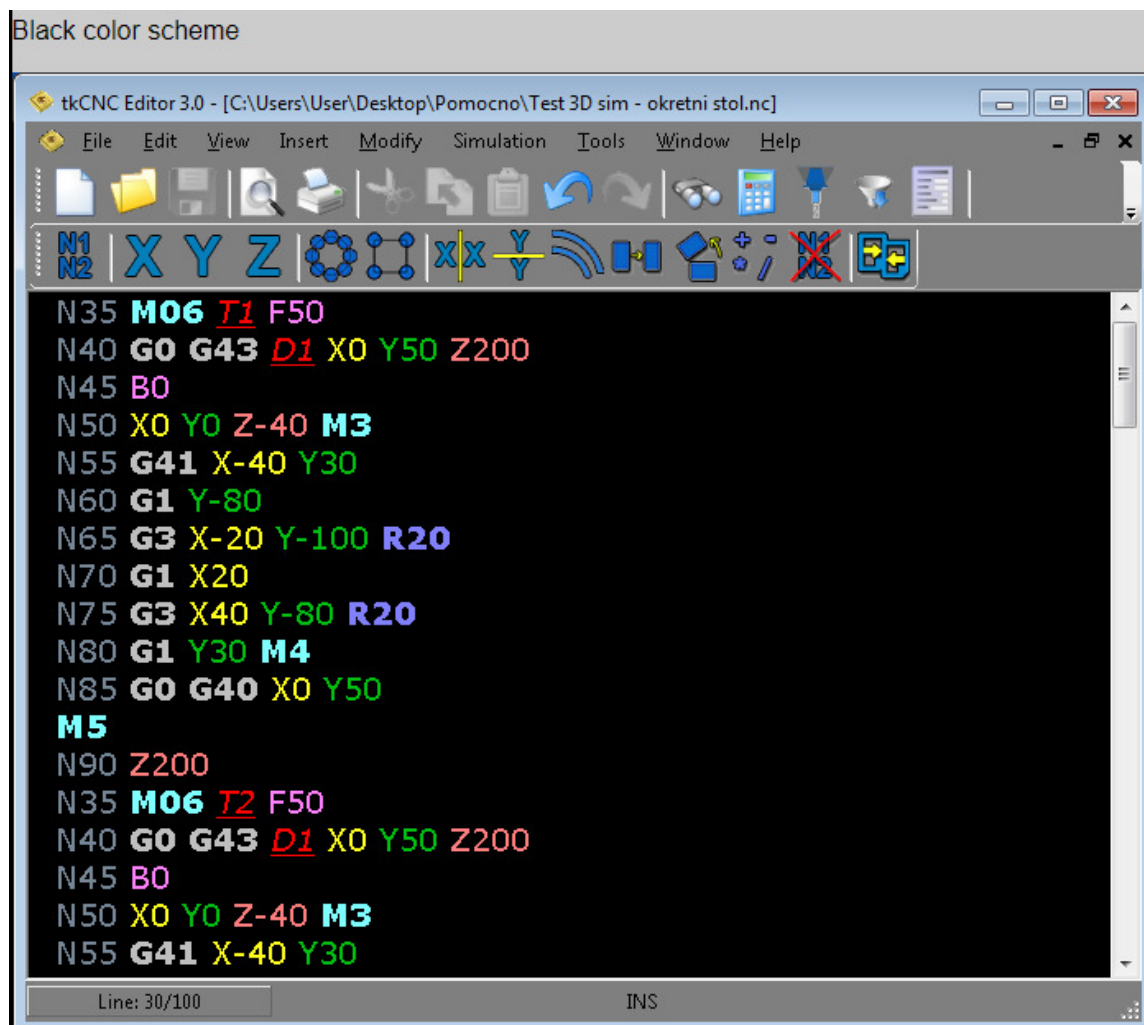 Black color scheme
tkCNC Editor 3.0 - [C:\Users\User\Desktop\Pomocno\Test 3D sim - okretni stol.nc]
File Edit View Insert Modify Simulation Tools Window Help
N1
N2 X Y Z X X Y
Y N1
N2
N35 M06 T1 F50
N40 G0 G43 D1 X0 Y50 Z200
N45 B0
N50 X0 Y0 Z-40 M3
N55 G41 X-40 Y30
N60 G1 Y-80
N65 G3 X-20 Y-100 R20
N70 G1 X20
N75 G3 X40 Y-80 R20
N80 G1 Y30 M4
N85 G0 G40 X0 Y50
M5
N90 Z200
N35 M06 T2 F50
N40 G0 G43 D1 X0 Y50 Z200
N45 B0
N50 X0 Y0 Z-40 M3
N55 G41 X-40 Y30
Line: 30/100 INS